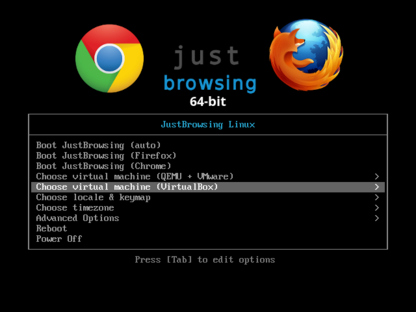 just
browsing
64-bit
JustBrowsing Linux
Boot JustBrowsing (auto)
Boot JustBrowsing (Firefox)
Boot JustBrowsing (Chrome)
Choose virtual machine (QEMU + VMware) >
Choose virtual machine (VirtualBox) >
Choose locale & keymap >
Choose timezone >
Advanced Options >
Reboot
Power Off
Press [Tab] to edit options